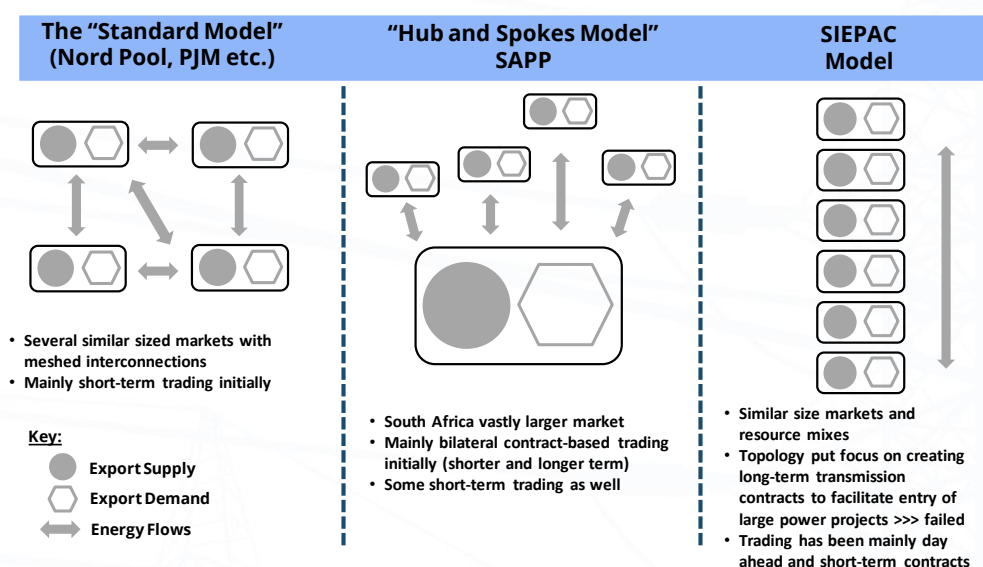 The “Standard Model”
(Nord Pool, PJM etc.)
“Hub and Spokes Model”
SAPP
SIEPAC
Model
• Several similar sized markets with
meshed interconnections
• Mainly short-term trading initially
Key:
Export Supply
Export Demand
Energy Flows
• South Africa vastly larger market
• Mainly bilateral contract-based trading
initially (shorter and longer term)
• Some short-term trading as well
• Similar size markets and
resource mixes
• Topology put focus on creating
long-term transmission
contracts to facilitate entry of
large power projects >>> failed
• Trading has been mainly day
ahead and short-term contracts